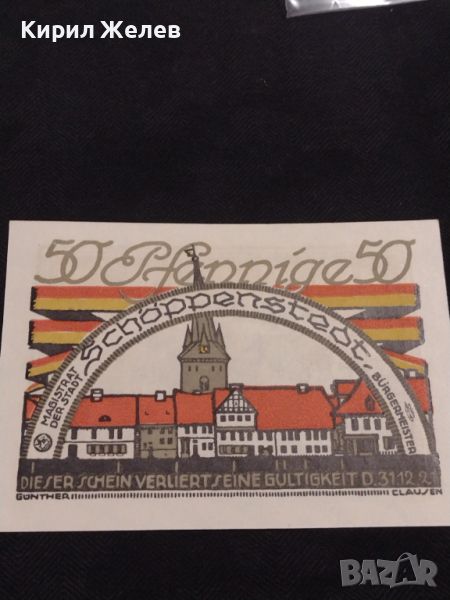 Кирил Желев
50 Pfennige 50
Schöppenstedt
MAGISTRAT
DER STADT
BÜRGERMEISTER
DIESER SCHEIN VERLIERT SEINE GÜLTIGKEIT D. 31.12.21
GÜNTHER CLAUSEN
BAZAR